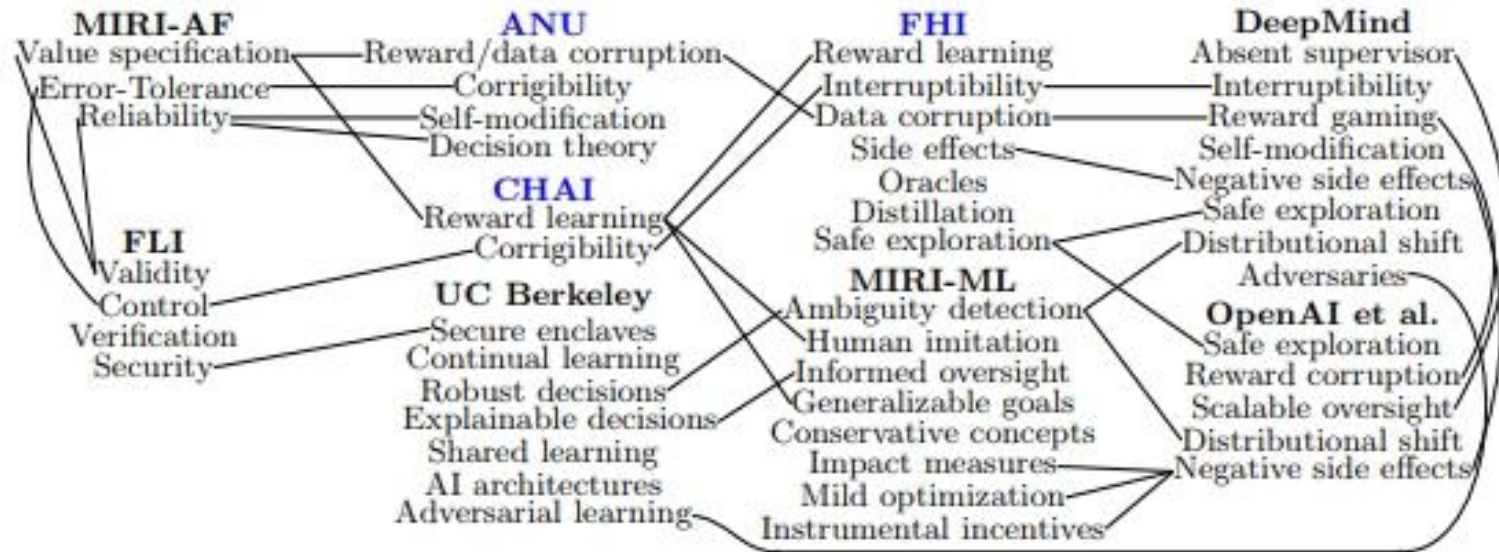 MIRI-AF
Value specification
Error-Tolerance
Reliability
FLI
Validity
Control
Verification
Security
ANU
Reward/data corruption
Corrigibility
Self-modification
Decision theory
CHAI
Reward learning
Corrigibility
UC Berkeley
Secure enclaves
Continual learning
Robust decisions
Explainable decisions
Shared learning
AI architectures
Adversarial learning
FHI
Reward learning
Interruptibility
Data corruption
Side effects
Oracles
Distillation
Safe exploration
MIRI-ML
Ambiguity detection
Human imitation
Informed oversight
Generalizable goals
Conservative concepts
Impact measures
Mild optimization
Instrumental incentives
DeepMind
Absent supervisor
Interruptibility
Reward gaming
Self-modification
Negative side effects
Safe exploration
Distributional shift
Adversaries
OpenAI et al.
Safe exploration
Reward corruption
Scalable oversight
Distributional shift
Negative side effects